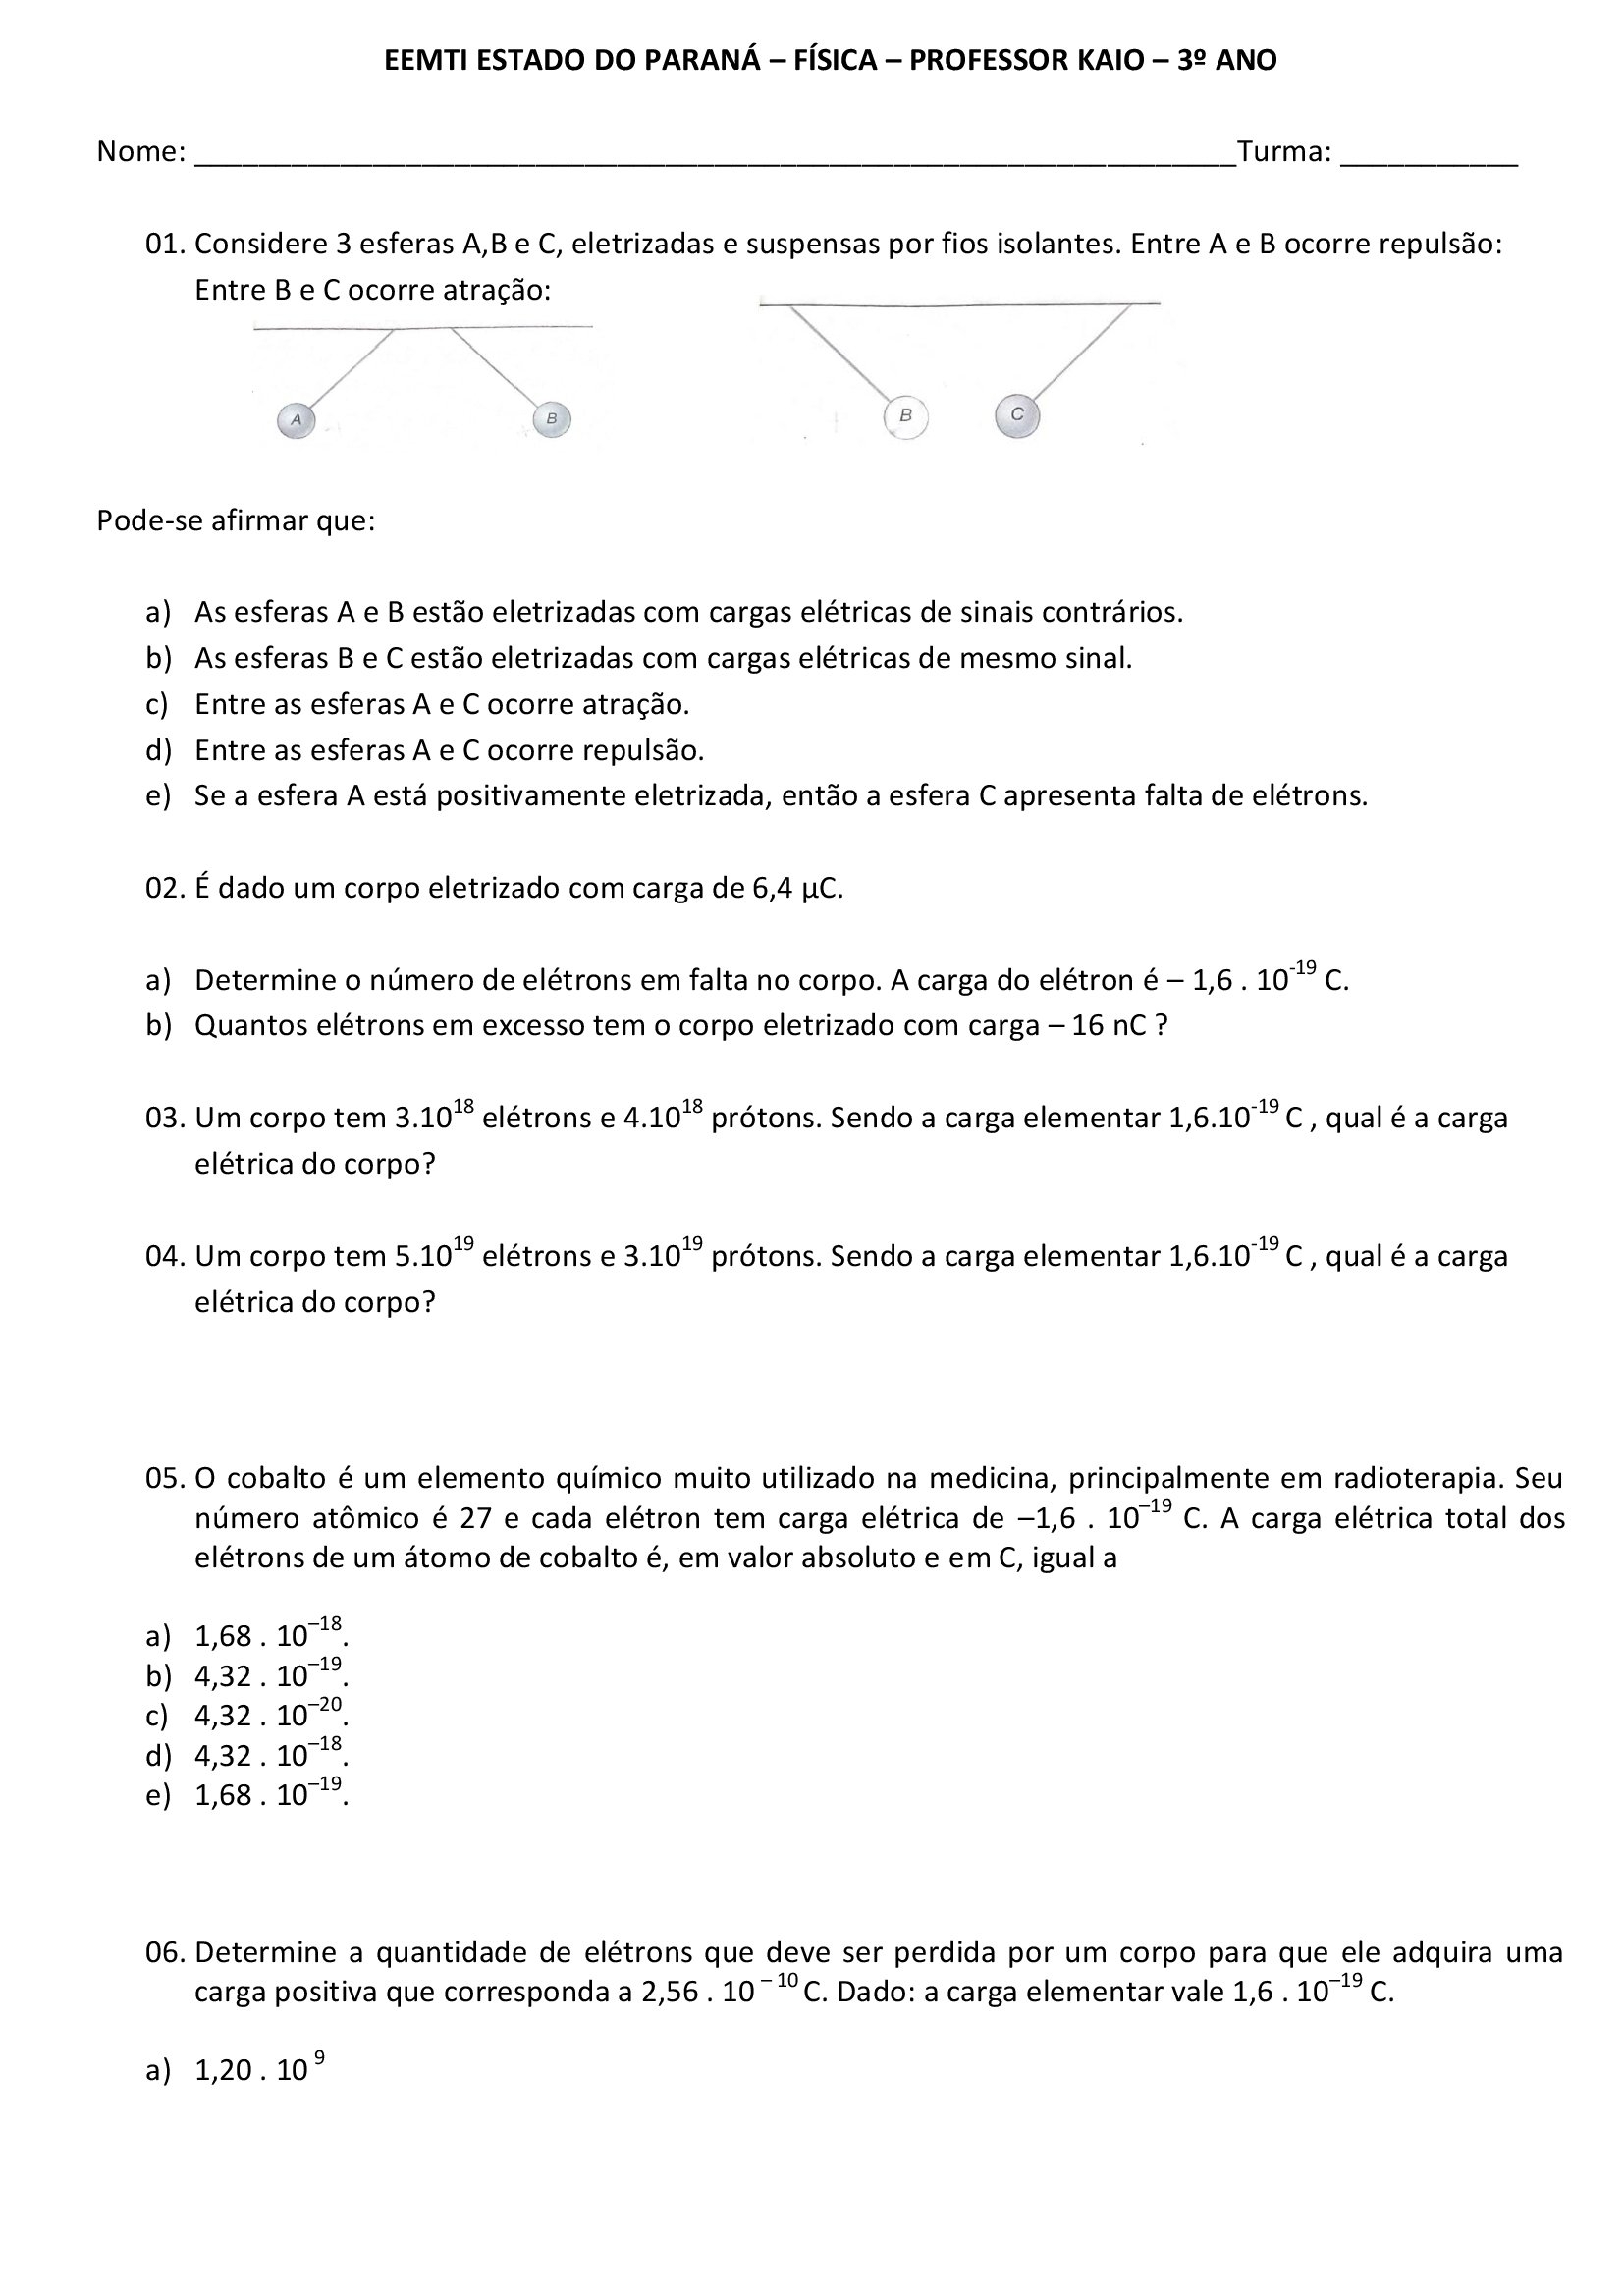 EEMTI ESTADO DO PARANÁ – FÍSICA – PROFESSOR KAIO – 3º ANO
Nome: ________________________________________________________________Turma: ___________
01. Considere 3 esferas A,B e C, eletrizadas e suspensas por fios isolantes. Entre A e B ocorre repulsão:
Entre B e C ocorre atração:
A B B C
Pode-se afirmar que:
a) As esferas A e B estão eletrizadas com cargas elétricas de sinais contrários.
b) As esferas B e C estão eletrizadas com cargas elétricas de mesmo sinal.
c) Entre as esferas A e C ocorre atração.
d) Entre as esferas A e C ocorre repulsão.
e) Se a esfera A está positivamente eletrizada, então a esfera C apresenta falta de elétrons.
02. É dado um corpo eletrizado com carga de 6,4 µC.
a) Determine o número de elétrons em falta no corpo. A carga do elétron é – 1,6 . 10⁻¹⁹ C.
b) Quantos elétrons em excesso tem o corpo eletrizado com carga – 16 nC ?
03. Um corpo tem 3.10¹⁸ elétrons e 4.10¹⁸ prótons. Sendo a carga elementar 1,6.10⁻¹⁹ C , qual é a carga
elétrica do corpo?
04. Um corpo tem 5.10¹⁹ elétrons e 3.10¹⁹ prótons. Sendo a carga elementar 1,6.10⁻¹⁹ C , qual é a carga
elétrica do corpo?
05. O cobalto é um elemento químico muito utilizado na medicina, principalmente em radioterapia. Seu
número atômico é 27 e cada elétron tem carga elétrica de –1,6 . 10⁻¹⁹ C. A carga elétrica total dos
elétrons de um átomo de cobalto é, em valor absoluto e em C, igual a
a) 1,68 . 10⁻¹⁸.
b) 4,32 . 10⁻¹⁹.
c) 4,32 . 10⁻²⁰.
d) 4,32 . 10⁻¹⁸.
e) 1,68 . 10⁻¹⁹.
06. Determine a quantidade de elétrons que deve ser perdida por um corpo para que ele adquira uma
carga positiva que corresponda a 2,56 . 10 ⁻ ¹⁰ C. Dado: a carga elementar vale 1,6 . 10⁻¹⁹ C.
a) 1,20 . 10 ⁹